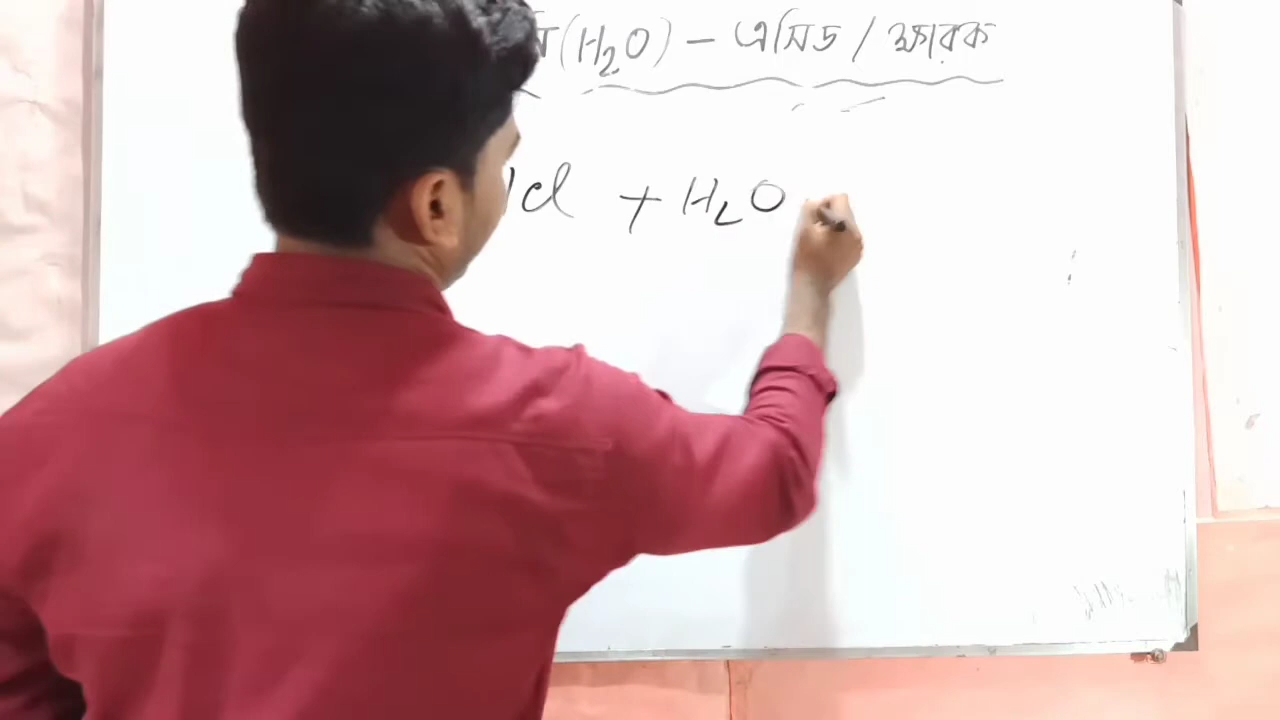 (H₂O) – এসিড / ক্ষারক
Cl + H₂O